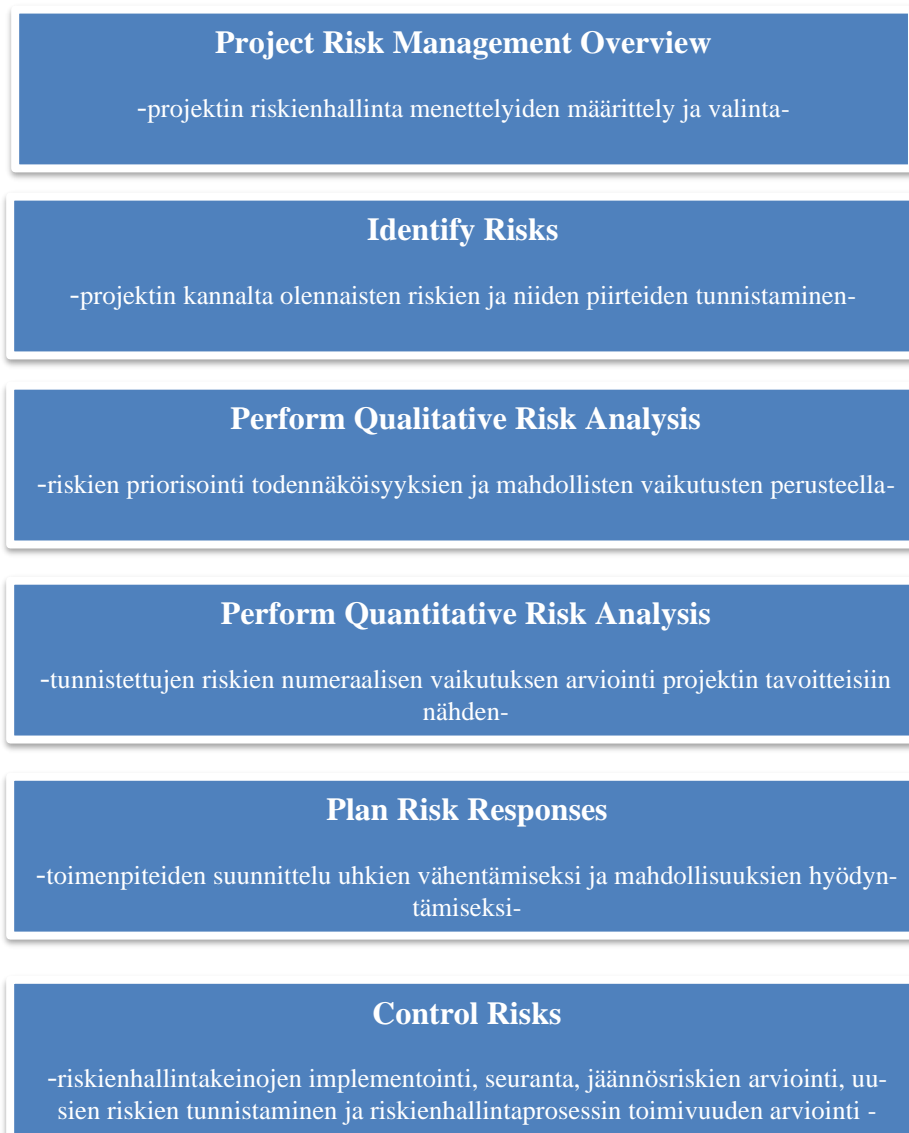 Project Risk Management Overview
-projektin riskienhallinta menettelyiden määrittely ja valinta-
Identify Risks
-projektin kannalta olennaisten riskien ja niiden piirteiden tunnistaminen-
Perform Qualitative Risk Analysis
-riskien priorisointi todennäköisyyksien ja mahdollisten vaikutusten perusteella-
Perform Quantitative Risk Analysis
-tunnistettujen riskien numeraalisen vaikutuksen arviointi projektin tavoitteisiin
nähden-
Plan Risk Responses
-toimenpiteiden suunnittelu uhkien vähentämiseksi ja mahdollisuuksien hyödyn-
tämiseksi-
Control Risks
-riskienhallintakeinojen implementointi, seuranta, jäännösriskien arviointi, uu-
sien riskien tunnistaminen ja riskienhallintaprosessin toimivuuden arviointi -